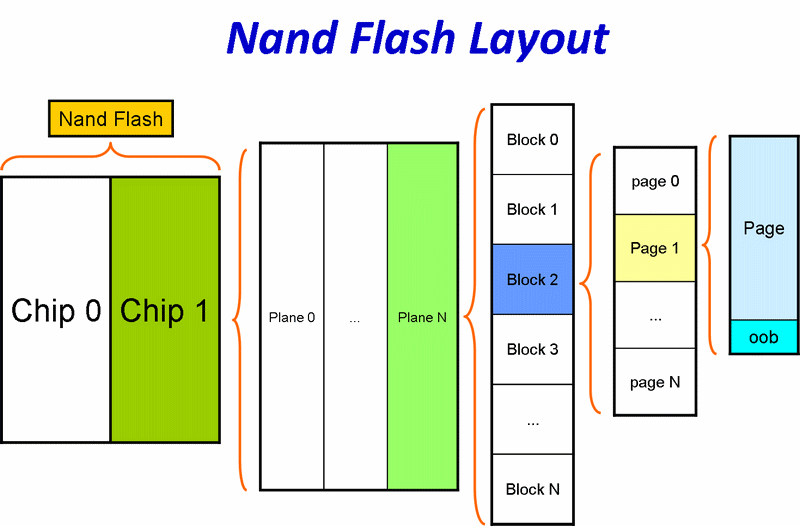 Nand Flash Layout
Nand Flash
Chip 0
Chip 1
Plane 0
...
Plane N
Block 0
Block 1
Block 2
Block 3
...
Block N
page 0
Page 1
...
page N
Page
oob